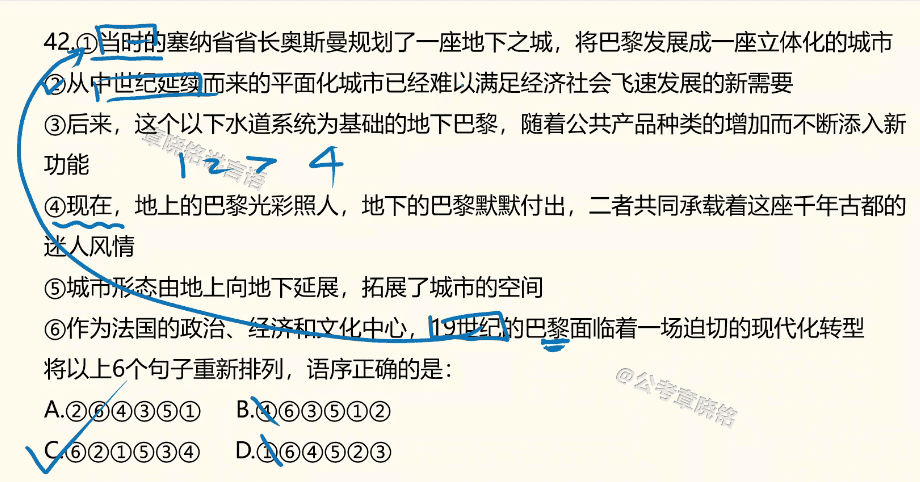 42.①当时的塞纳省省长奥斯曼规划了一座地下之城，将巴黎发展成一座立体化的城市
②从中世纪延续而来的平面化城市已经难以满足经济社会飞速发展的新需要
③后来，这个以下水道系统为基础的地下巴黎，随着公共产品种类的增加而不断添入新
功能
章晓铭讲言语
1 2 7 4
④现在，地上的巴黎光彩照人，地下的巴黎默默付出，二者共同承载着这座千年古都的
迷人风情
⑤城市形态由地上向地下延展，拓展了城市的空间
⑥作为法国的政治、经济和文化中心，19世纪的巴黎面临着一场迫切的现代化转型
将以上6个句子重新排列，语序正确的是：
@公考章晓铭
A.②⑥④③⑤① B.④⑥③⑤①②
C.⑥②①⑤③④ D.①⑥④⑤②③